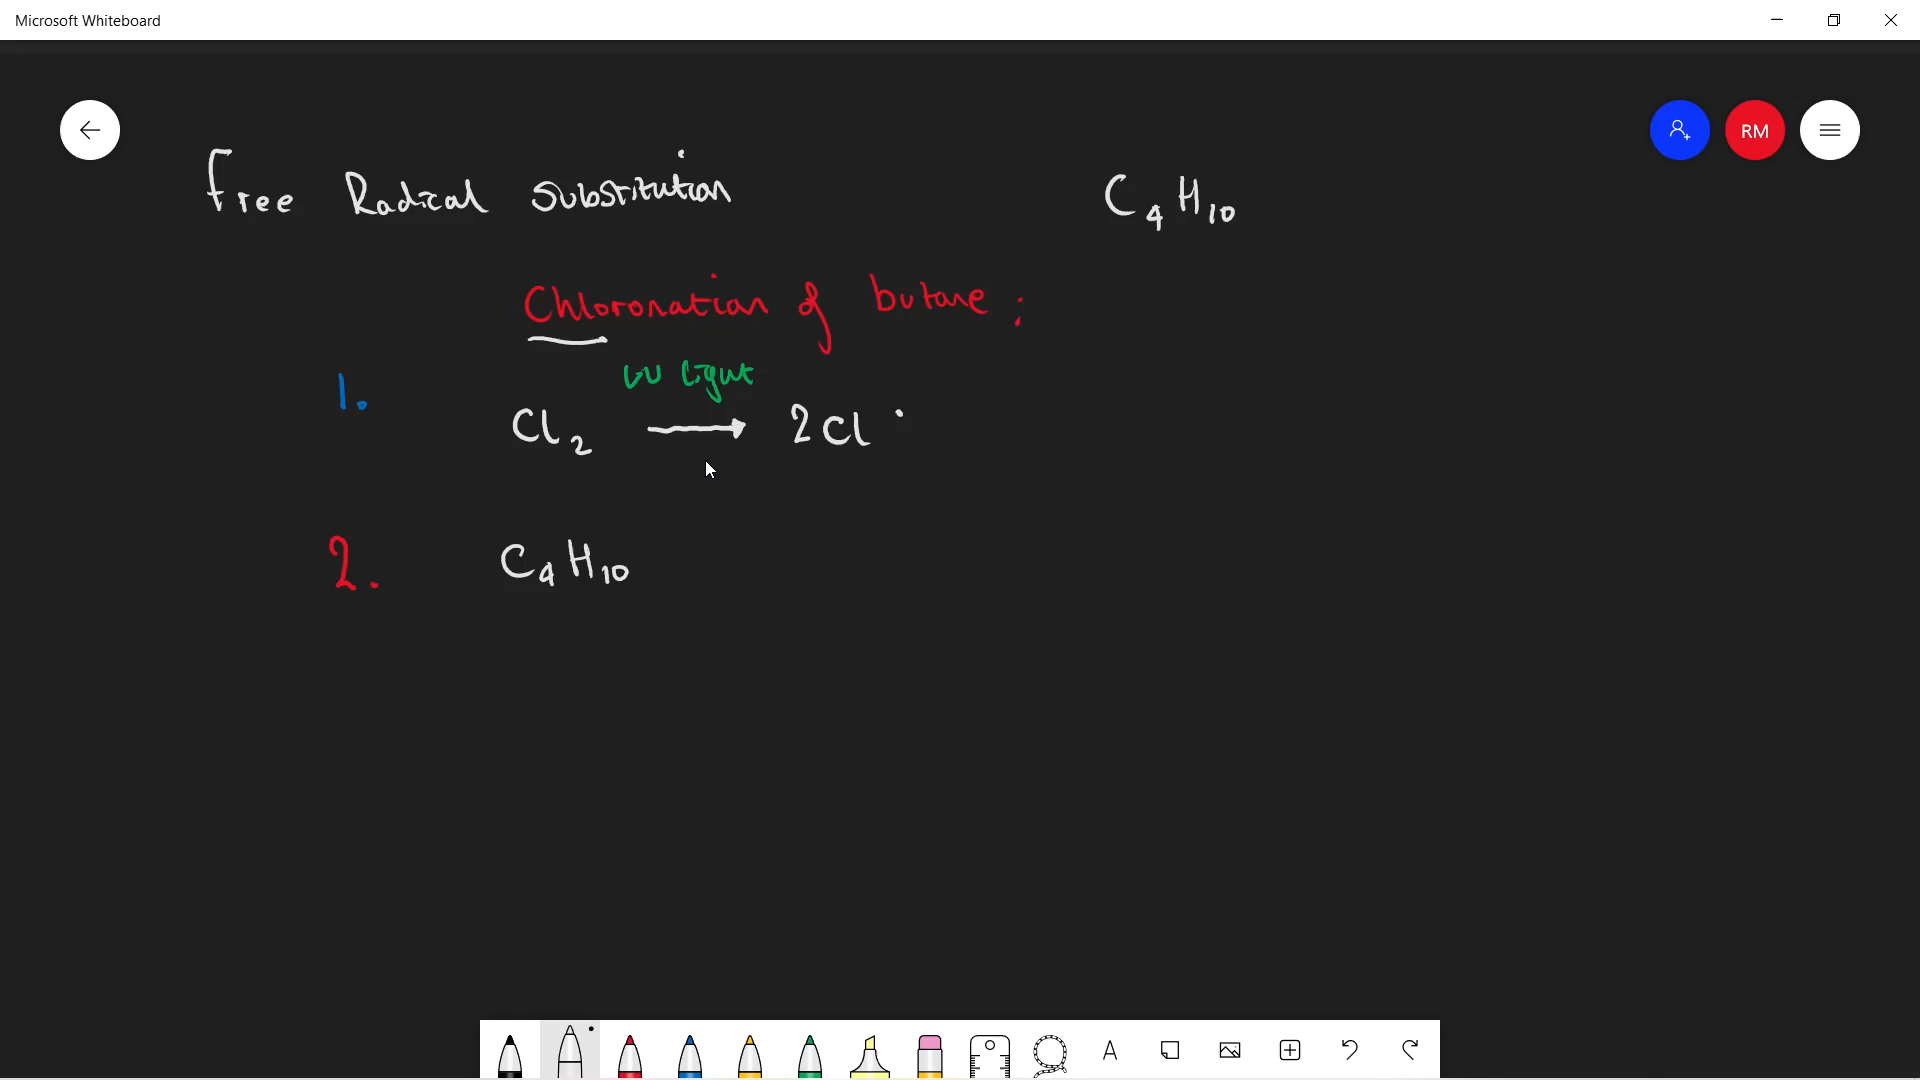 Microsoft Whiteboard
RM
Free Radical Substitution
C₄H₁₀
Chloronation of butane :
UV light
1.
Cl₂ → 2Cl •
2. C₄H₁₀
A